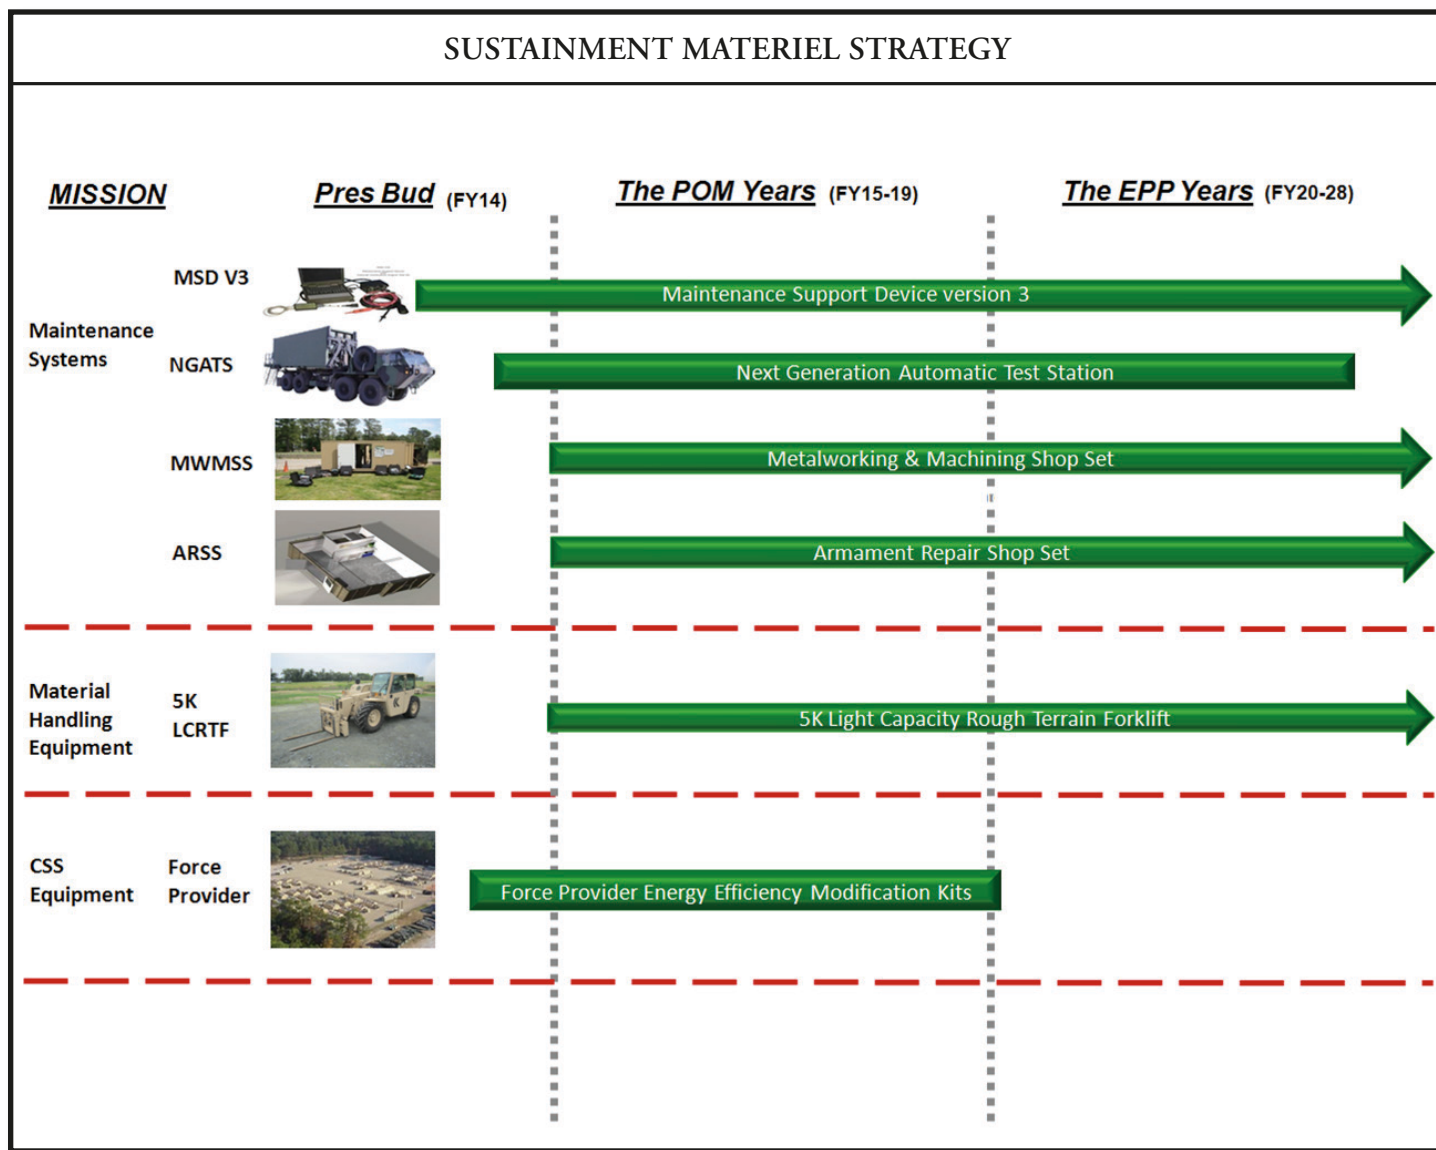 SUSTAINMENT MATERIEL STRATEGY
MISSION
Pres Bud (FY14)
The POM Years (FY15-19)
The EPP Years (FY20-28)
Maintenance
Systems
MSD V3
Maintenance Support Device version 3
NGATS
Next Generation Automatic Test Station
MWMSS
Metalworking & Machining Shop Set
ARSS
Armament Repair Shop Set
Material
Handling
Equipment
5K
LCRTF
5K Light Capacity Rough Terrain Forklift
CSS
Equipment
Force
Provider
Force Provider Energy Efficiency Modification Kits